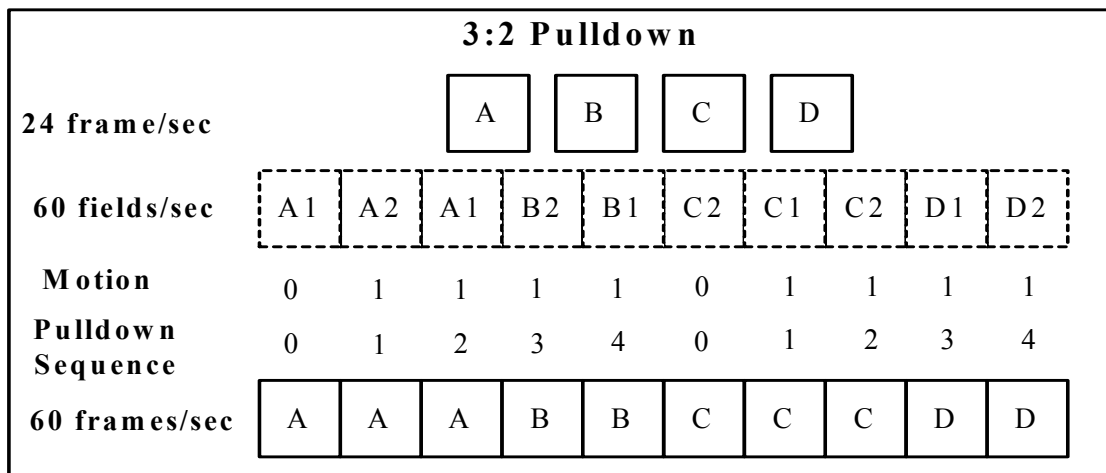 3:2 Pulldown
24 frame/sec A B C D
60 fields/sec A1 A2 A1 B2 B1 C2 C1 C2 D1 D2
Motion 0 1 1 1 1 0 1 1 1 1
Pulldown
Sequence 0 1 2 3 4 0 1 2 3 4
60 frames/sec A A A B B C C C D D